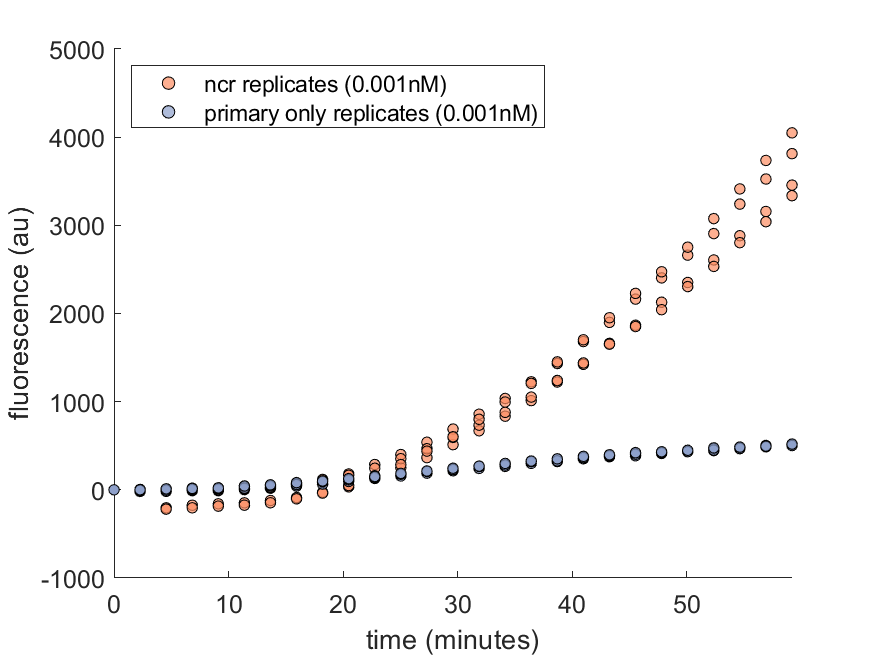 5000
ncr replicates (0.001nM)
primary only replicates (0.001nM)
4000
3000
2000
1000
0
-1000
fluorescence (au)
0 10 20 30 40 50
time (minutes)